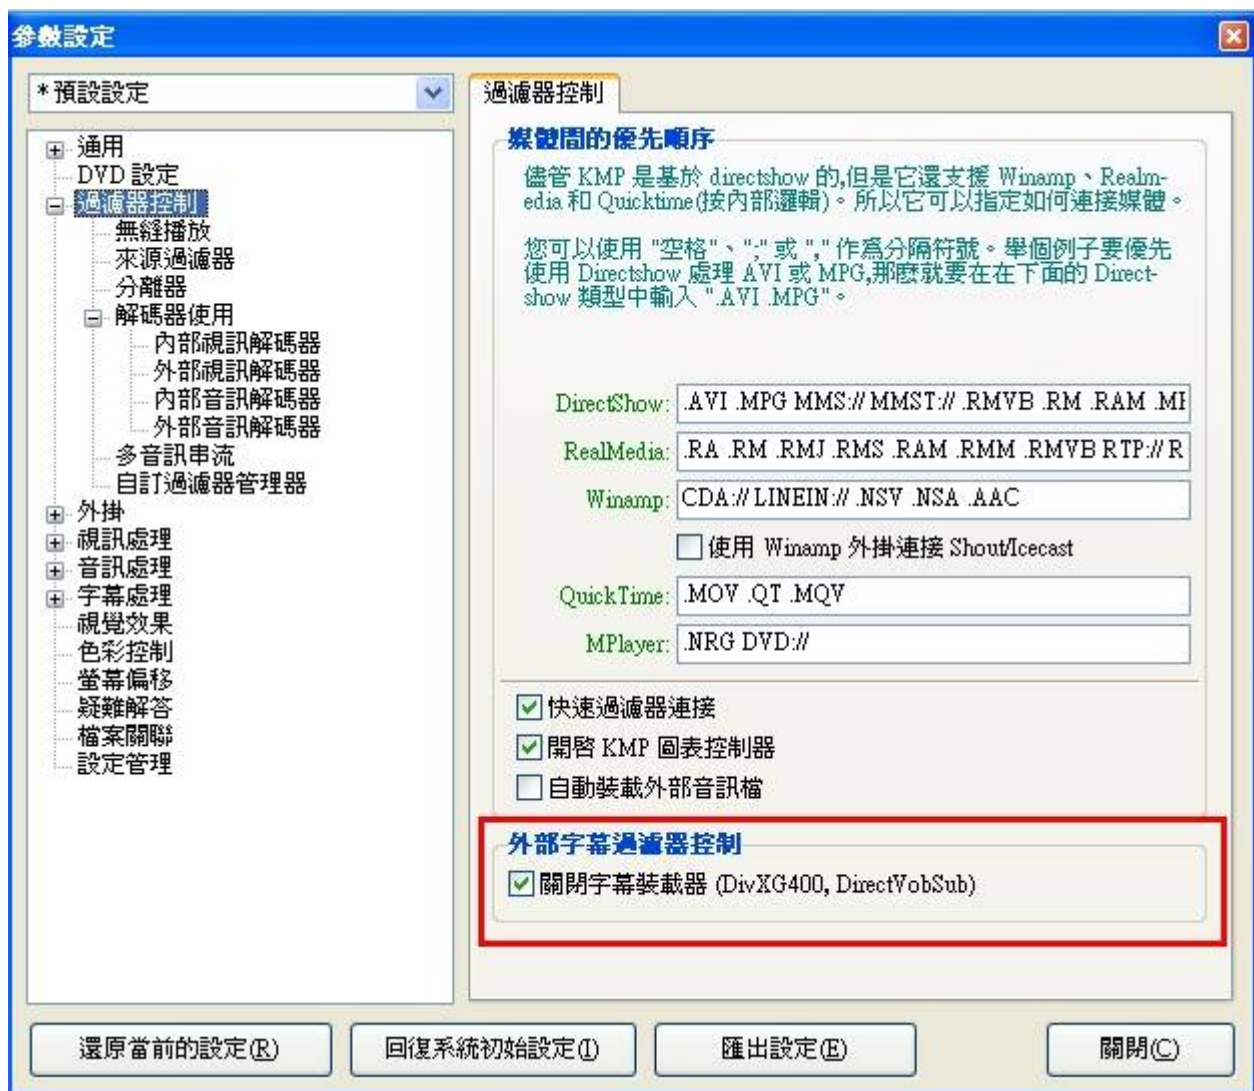 參數設定
*預設設定
通用
DVD 設定
過濾器控制
無縫播放
來源過濾器
分離器
解碼器使用
內部視訊解碼器
外部視訊解碼器
內部音訊解碼器
外部音訊解碼器
多音訊串流
自訂過濾器管理器
外掛
視訊處理
音訊處理
字幕處理
視覺效果
色彩控制
螢幕偏移
疑難解答
檔案關聯
設定管理
過濾器控制
媒體間的優先順序
儘管 KMP 是基於 directshow 的,但是它還支援 Winamp、Realm-
edia 和 Quicktime(按內部邏輯)。所以它可以指定如何連接媒體。
您可以使用 "空格"、";" 或 "," 作為分隔符號。舉個例子要優先
使用 Directshow 處理 AVI 或 MPG,那麼就要在在下面的 Direct-
show 類型中輸入 ".AVI .MPG"。
DirectShow: .AVI .MPG MMS:// MMST:// .RMVB .RM .RAM .MP
RealMedia: .RA .RM .RMJ .RMS .RAM .RMM .RMVB RTP:// R
Winamp: CDA:// LINEIN:// .NSV .NSA .AAC
使用 Winamp 外掛連接 Shout/Icecast
QuickTime: .MOV .QT .MQV
MPlayer: .NRG DVD://
快速過濾器連接
開啓 KMP 圖表控制器
自動裝載外部音訊檔
外部字幕過濾器控制
關閉字幕裝載器 (DivXG400, DirectVobSub)
還原當前的設定(R)
回復系統初始設定(I)
匯出設定(E)
關閉(C)